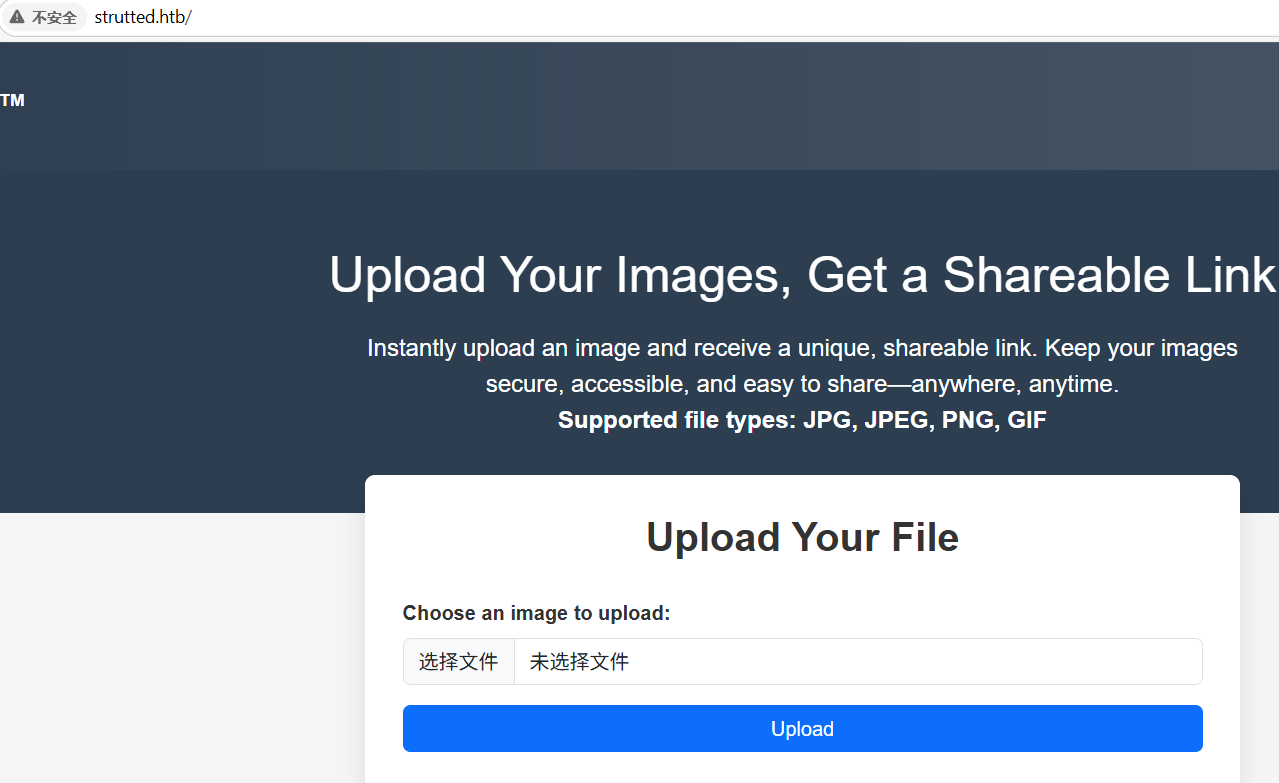 不安全 strutted.htb/
TM
Upload Your Images, Get a Shareable Link
Instantly upload an image and receive a unique, shareable link. Keep your images
secure, accessible, and easy to share—anywhere, anytime.
Supported file types: JPG, JPEG, PNG, GIF
Upload Your File
Choose an image to upload:
选择文件 未选择文件
Upload